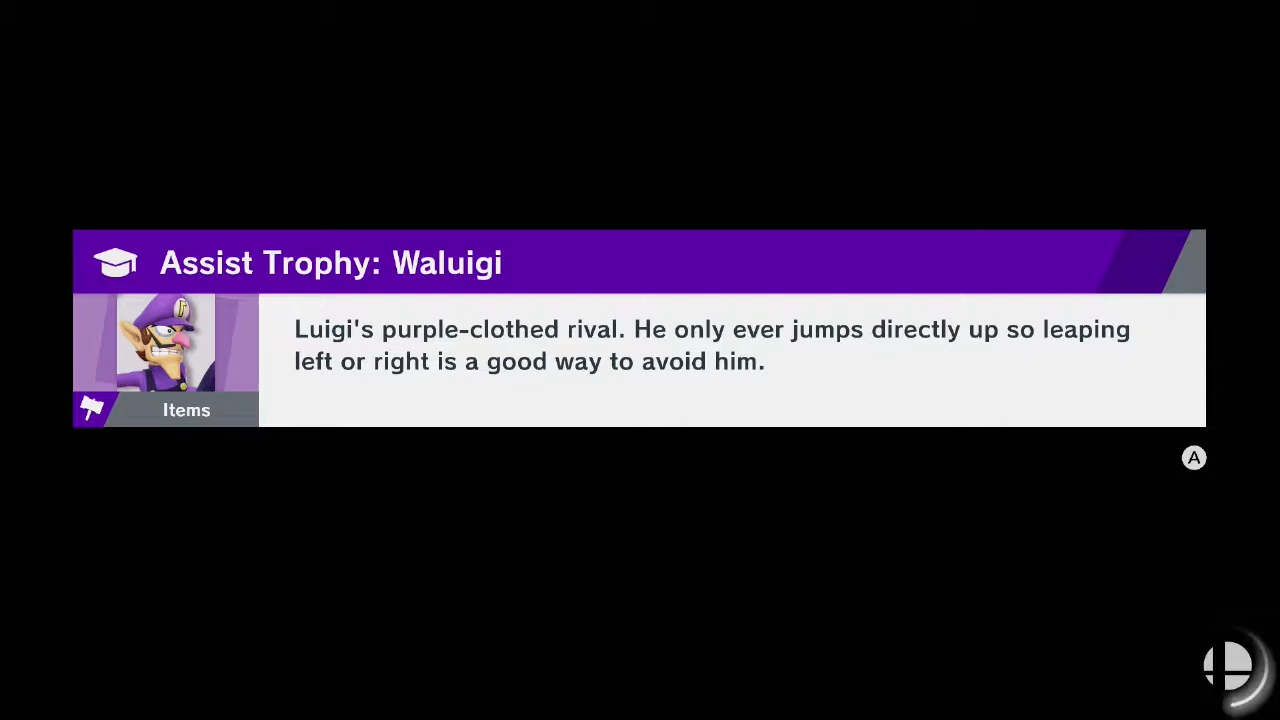 Assist Trophy: Waluigi
Luigi's purple-clothed rival. He only ever jumps directly up so leaping
left or right is a good way to avoid him.
Items
A